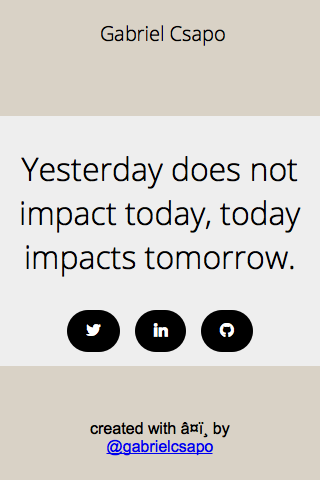 Gabriel Csapo
Yesterday does not
impact today, today
impacts tomorrow.
created with â¤ï¸ by
@gabrielcsapo